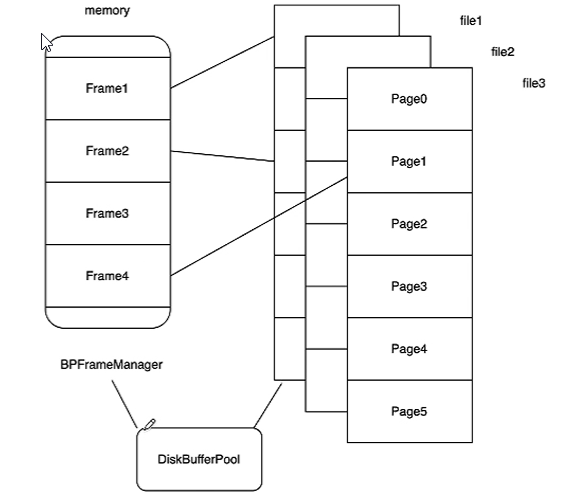 memory
file1
file2
file3
Frame1
Frame2
Frame3
Frame4
Page0
Page1
Page2
Page3
Page4
Page5
BPFrameManager
DiskBufferPool